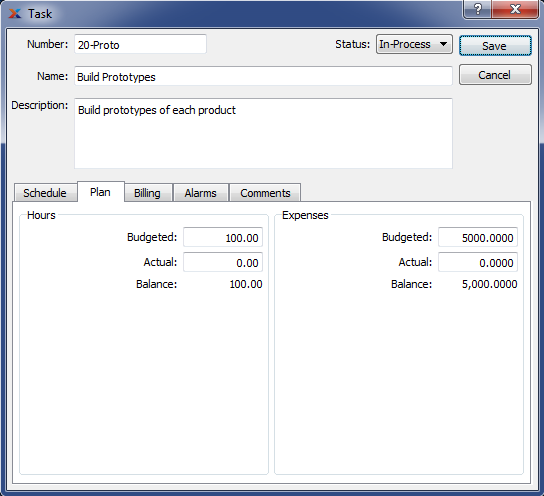 Task
?
Number: 20-Proto Status: In-Process Save
Name: Build Prototypes Cancel
Description: Build prototypes of each product
Schedule Plan Billing Alarms Comments
Hours Expenses
Budgeted: 100.00 Budgeted: 5000.0000
Actual: 0.00 Actual: 0.0000
Balance: 100.00 Balance: 5,000.0000